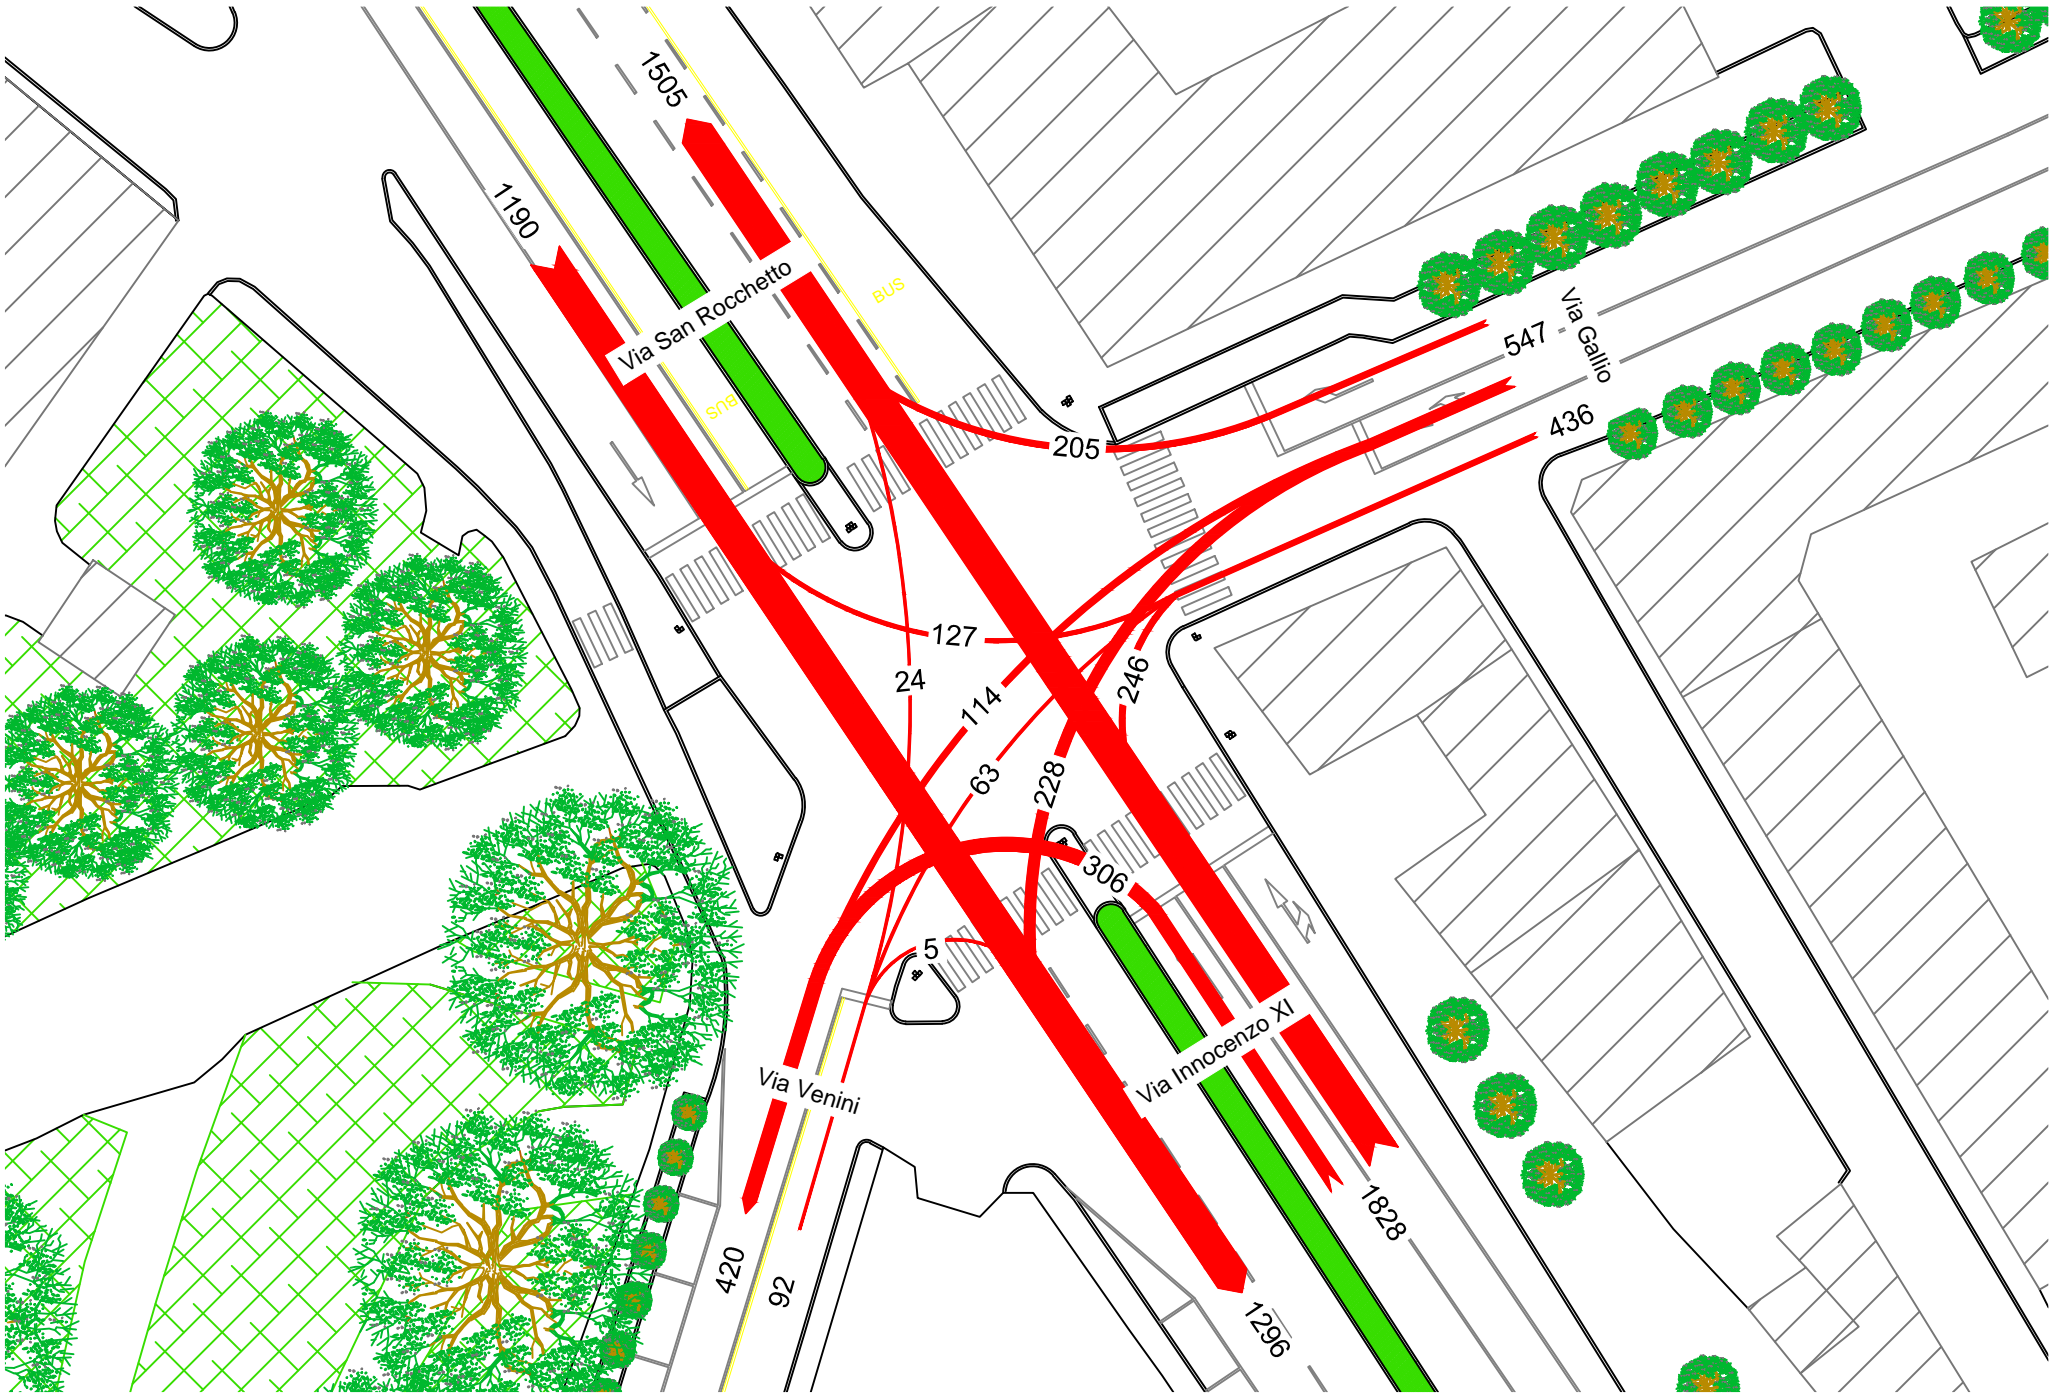 1505
1190
Via San Rocchetto
BUS
BUS
Via Gallio
547
436
205
127
24
246
114
63
228
306
5
Via Innocenzo XI
Via Venini
1828
420
92
1296